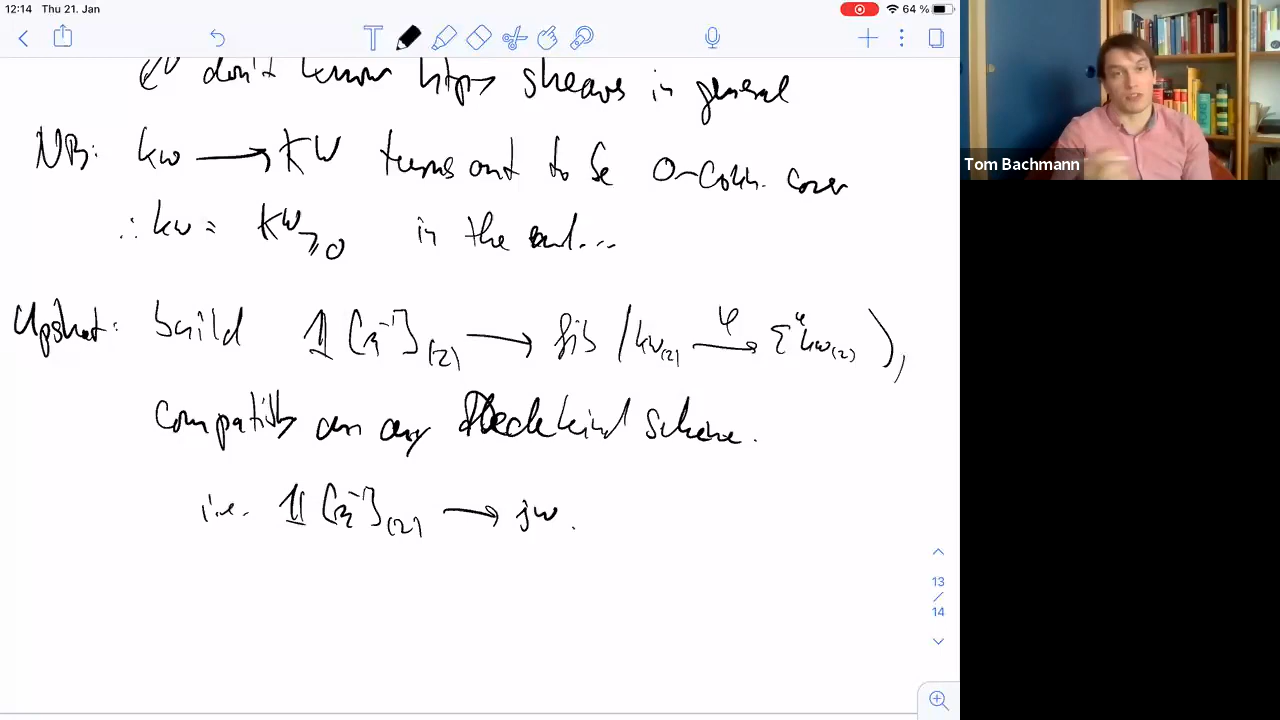 12:14 Thu 21. Jan
64 %
don't know htpy sheaves in general
NB: kw ⟶ KW turns out to be 0-conn. cover
∴ kw = KW≥0 in the end...
Upshot: build 𝟙[η⁻¹]₍₂₎ ⟶ fib(kw₍₂₎ ⟶^φ Σ⁴kw₍₂₎),
compatibly on any Dedekind scheme.
i.e. 𝟙[η⁻¹]₍₂₎ ⟶ jw.
Tom Bachmann
13
/
14